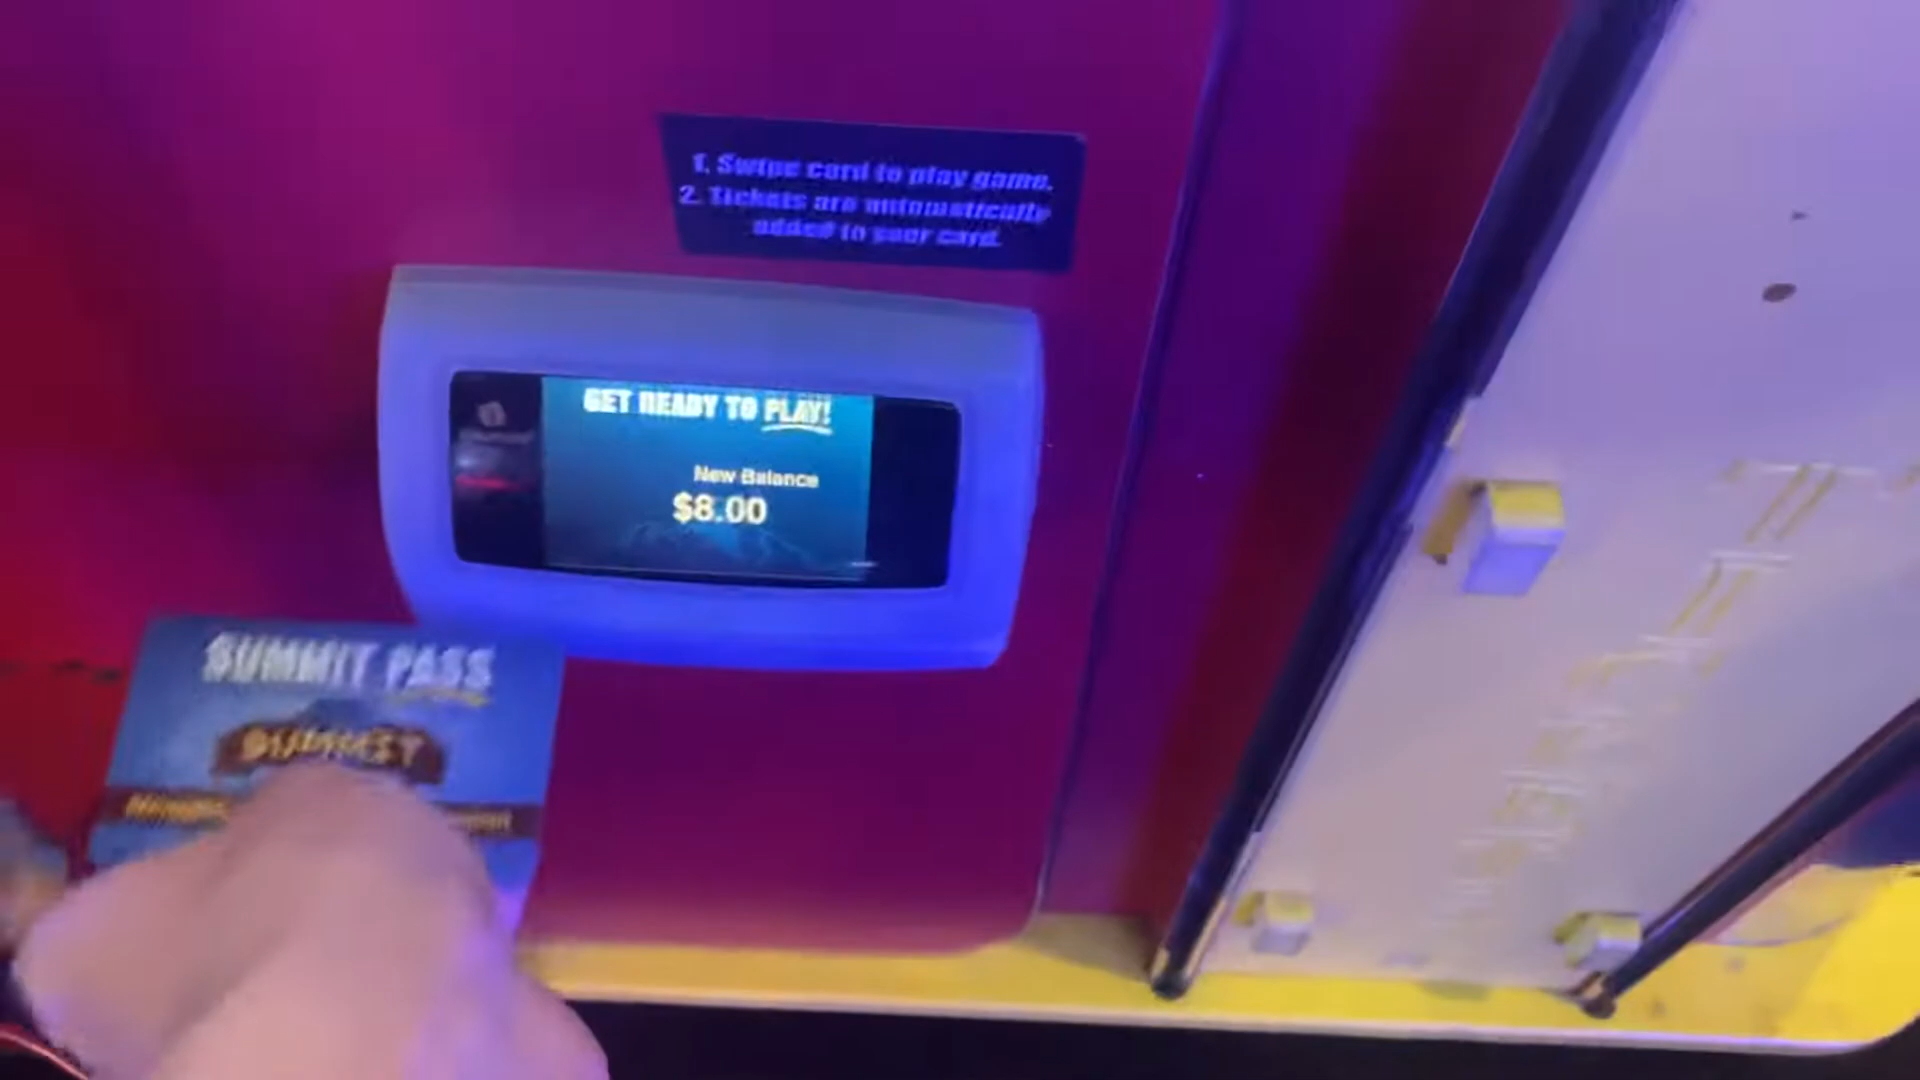 1. Swipe card to play game.
2. Tickets are automatically
added to your card.
GET READY TO PLAY!
New Balance
$8.00
SUMMIT PASS